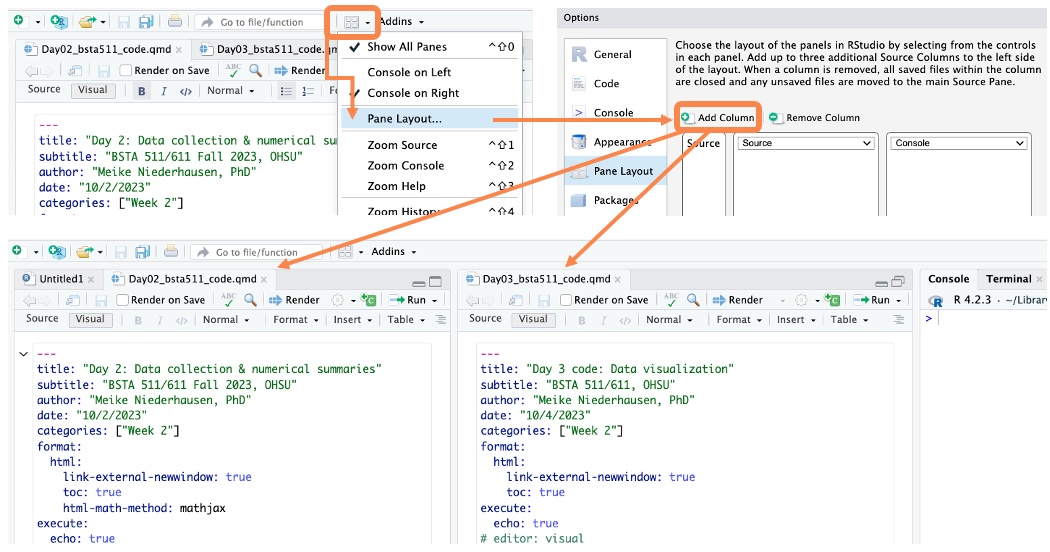 Go to file/function
Addins
Day02_bsta511_code.qmd
Day03_bsta511_code.qm
Render on Save
ABC
Render
Source
Visual
B
I
</>
Normal
---
title: "Day 2: Data collection & numerical su
subtitle: "BSTA 511/611 Fall 2023, OHSU"
author: "Meike Niederhausen, PhD"
date: "10/2/2023"
categories: ["Week 2"]
Show All Panes ^⇧0
Console on Left
Console on Right
Pane Layout...
Zoom Source ^⇧1
Zoom Console ^⇧2
Zoom Help ^⇧3
Zoom History ^⇧4
Options
R General
Code
> Console
Appearance
Pane Layout
Packages
Choose the layout of the panels in RStudio by selecting from the controls
in each panel. Add up to three additional Source Columns to the left side
of the layout. When a column is removed, all saved files within the column
are closed and any unsaved files are moved to the main Source Pane.
Add Column
Remove Column
Source
Source
Console
Go to file/function
Addins
Untitled1
Day02_bsta511_code.qmd
Render on Save
ABC
Render
Run
Source
Visual
B
I
</>
Normal
Format
Insert
Table
---
title: "Day 2: Data collection & numerical summaries"
subtitle: "BSTA 511/611 Fall 2023, OHSU"
author: "Meike Niederhausen, PhD"
date: "10/2/2023"
categories: ["Week 2"]
format:
html:
link-external-newwindow: true
toc: true
html-math-method: mathjax
execute:
echo: true
Day03_bsta511_code.qmd
Render on Save
ABC
Render
Run
Source
Visual
B
I
</>
Normal
Format
Insert
Table
---
title: "Day 3 code: Data visualization"
subtitle: "BSTA 511/611, OHSU"
author: "Meike Niederhausen, PhD"
date: "10/4/2023"
categories: ["Week 2"]
format:
html:
link-external-newwindow: true
toc: true
execute:
echo: true
# editor: visual
Console
Terminal
R 4.2.3 · ~/Library
>